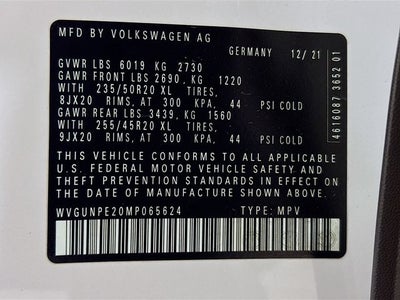 MFD BY VOLKSWAGEN AG
GERMANY 12/21
GVWR LBS 6019 KG 2730
GAWR FRONT LBS 2690, KG 1220
WITH 235/50R20 XL TIRES,
8JX20 RIMS, AT 300 KPA, 44 PSI COLD
GAWR REAR LBS 3439, KG 1560
WITH 255/45R20 XL TIRES,
9JX20 RIMS, AT 300 KPA, 44 PSI COLD
THIS VEHICLE CONFORMS TO ALL APPLICABLE
U.S. FEDERAL MOTOR VEHICLE SAFETY AND
THEFT PREVENTION STANDARDS IN EFFECT ON
THE DATE OF MANUFACTURE SHOWN ABOVE.
WVGUNPE20MP065624 TYPE: MPV
4616087 3652 01